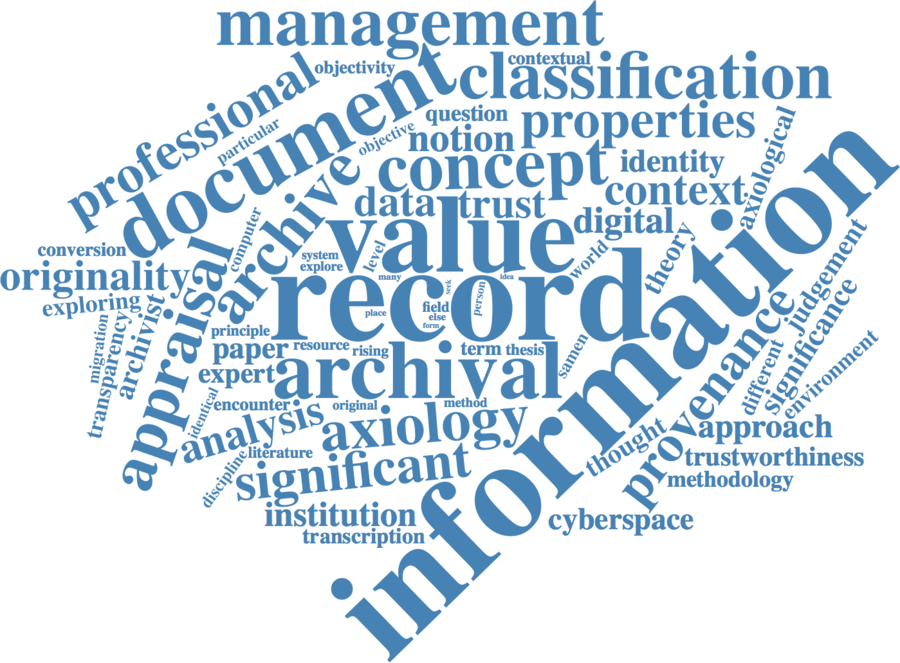 management
contextual
objectivity
classification
professional
document
question
properties
particular
objective
notion
axiological
concept
identity
archive
context
data
trust
digital
value
information
computer
conversion
originality
appraisal
system
explore
level
world
theory
many
idea
seek
person
record
exploring
judgement
place
field
else
form
significance
provenance
archivist
transparency
migration
principle
resource
rising
term
thesis
paper
expert
archival
samen
different
environment
identical
encounter
original
method
analysis
axiology
approach
literature
thought
trustworthiness
discipline
significant
methodology
institution
cyberspace
transcription